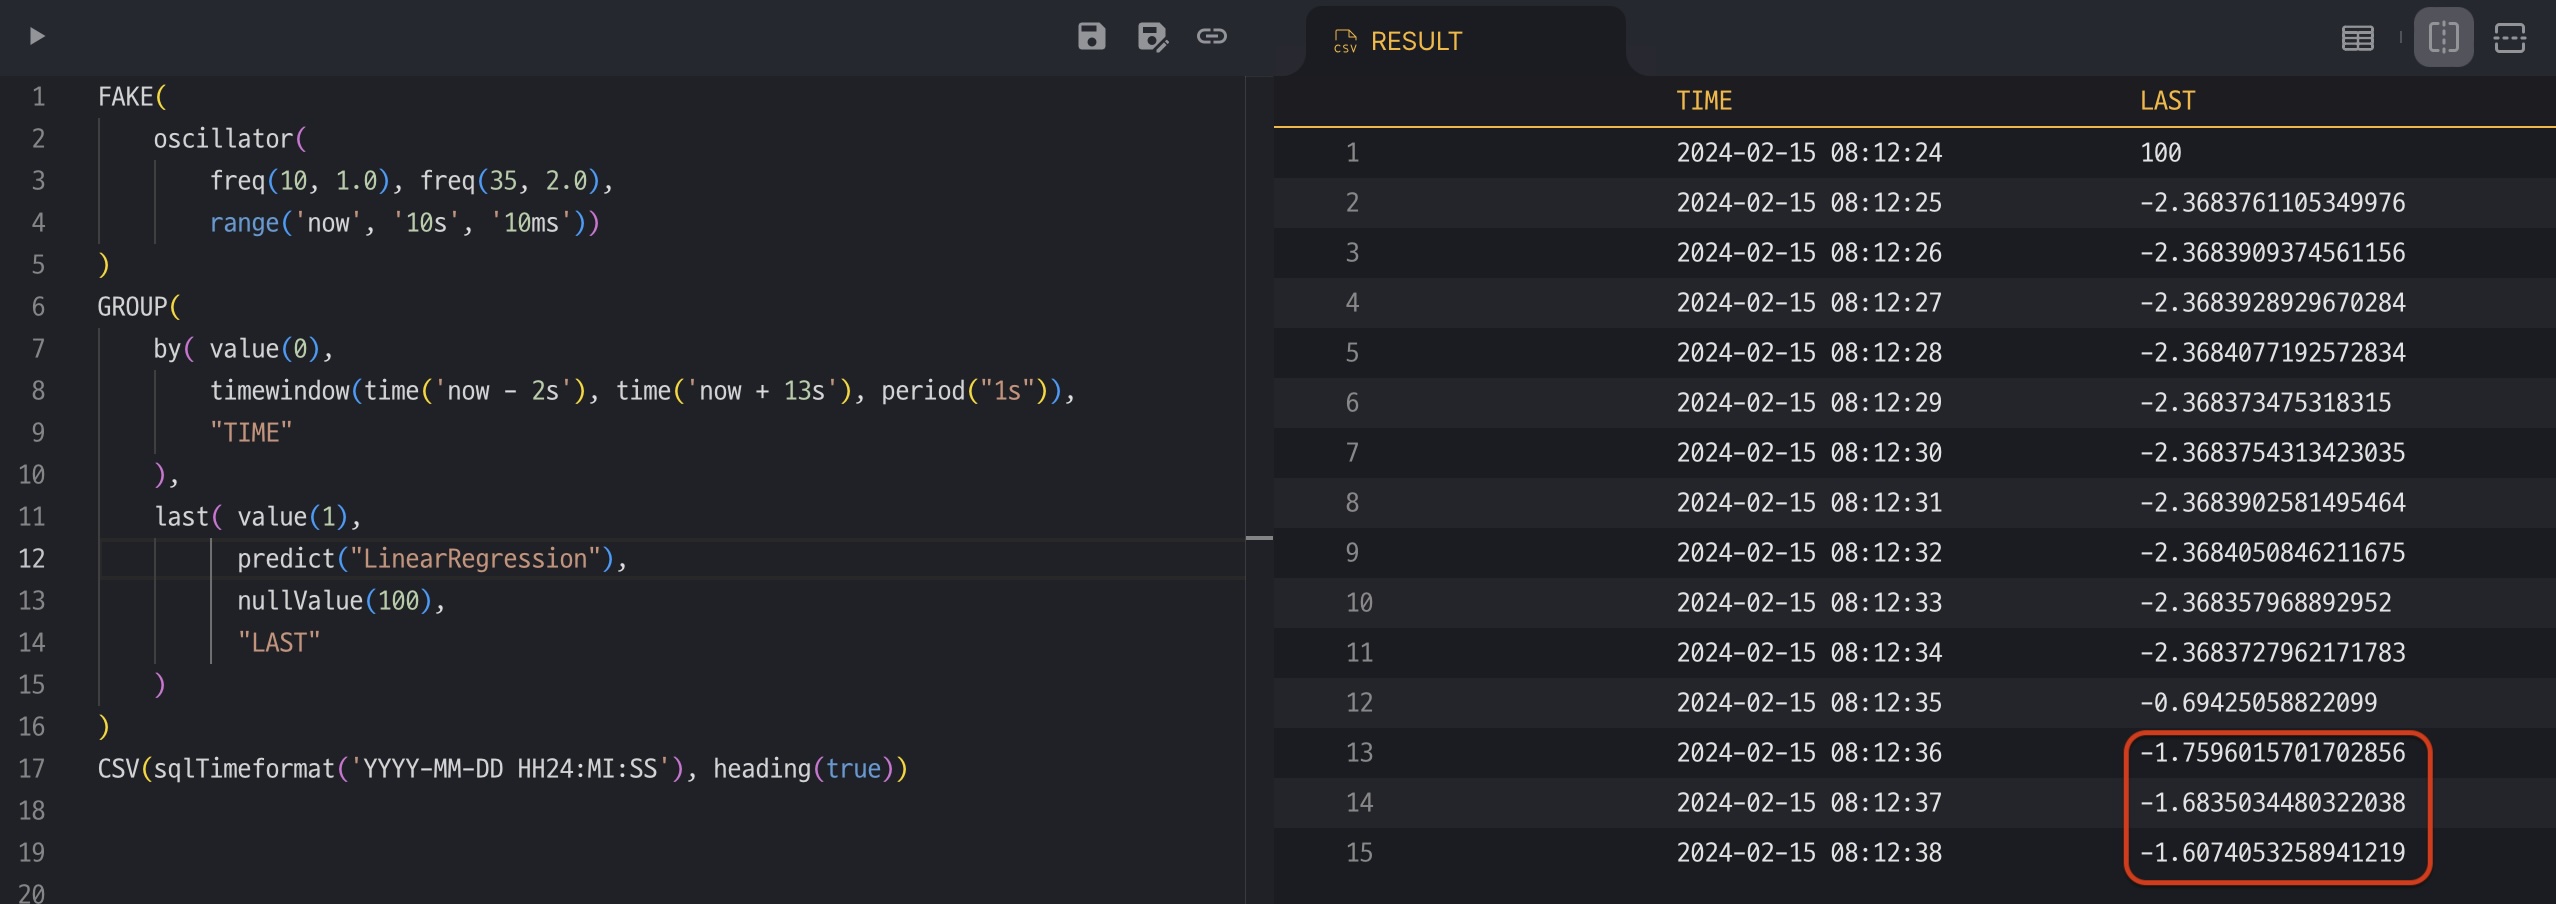 CSV RESULT
1 FAKE(
2 oscillator(
3 freq(10, 1.0), freq(35, 2.0),
4 range('now', '10s', '10ms'))
5 )
6 GROUP(
7 by( value(0),
8 timewindow(time('now - 2s'), time('now + 13s'), period("1s")),
9 "TIME"
10 ),
11 last( value(1),
12 predict("LinearRegression"),
13 nullValue(100),
14 "LAST"
15 )
16 )
17 CSV(sqlTimeformat('YYYY-MM-DD HH24:MI:SS'), heading(true))
18
19
20
TIME LAST
1 2024-02-15 08:12:24 100
2 2024-02-15 08:12:25 -2.3683761105349976
3 2024-02-15 08:12:26 -2.3683909374561156
4 2024-02-15 08:12:27 -2.3683928929670284
5 2024-02-15 08:12:28 -2.3684077192572834
6 2024-02-15 08:12:29 -2.368373475318315
7 2024-02-15 08:12:30 -2.3683754313423035
8 2024-02-15 08:12:31 -2.3683902581495464
9 2024-02-15 08:12:32 -2.3684050846211675
10 2024-02-15 08:12:33 -2.368357968892952
11 2024-02-15 08:12:34 -2.3683727962171783
12 2024-02-15 08:12:35 -0.69425058822099
13 2024-02-15 08:12:36 -1.7596015701702856
14 2024-02-15 08:12:37 -1.6835034480322038
15 2024-02-15 08:12:38 -1.6074053258941219